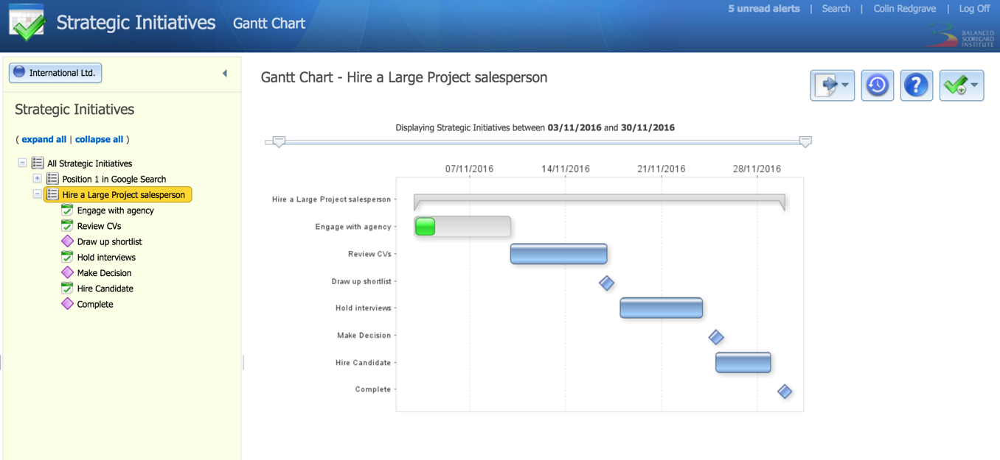 Strategic Initiatives Gantt Chart
5 unread alerts | Search | Colin Redgrave | Log Off
BALANCED
SCORECARD
INSTITUTE
International Ltd.
Strategic Initiatives
( expand all | collapse all )
All Strategic Initiatives
Position 1 in Google Search
Hire a Large Project salesperson
Engage with agency
Review CVs
Draw up shortlist
Hold interviews
Make Decision
Hire Candidate
Complete
Gantt Chart - Hire a Large Project salesperson
?
Displaying Strategic Initiatives between 03/11/2016 and 30/11/2016
07/11/2016 14/11/2016 21/11/2016 28/11/2016
Hire a Large Project salesperson
Engage with agency
Review CVs
Draw up shortlist
Hold interviews
Make Decision
Hire Candidate
Complete